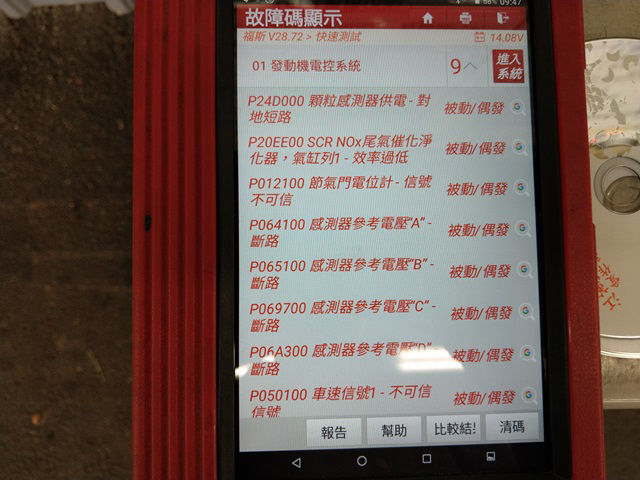 56% 09:47
故障碼顯示
福斯 V28.72 > 快速測試
14.08V
01 發動機電控系統
9
進入
系統
P24D000 顆粒感測器供電 - 對
地短路
被動/偶發
P20EE00 SCR NOx尾氣催化淨
化器，氣缸列1 - 效率過低
被動/偶發
P012100 節氣門電位計 - 信號
不可信
被動/偶發
P064100 感測器參考電壓"A" -
斷路
被動/偶發
P065100 感測器參考電壓"B" -
斷路
被動/偶發
P069700 感測器參考電壓"C" -
斷路
被動/偶發
P06A300 感測器參考電壓"D" -
斷路
被動/偶發
P050100 車速信號1 - 不可信
信號
被動/偶發
報告
幫助
比較結!
清碼